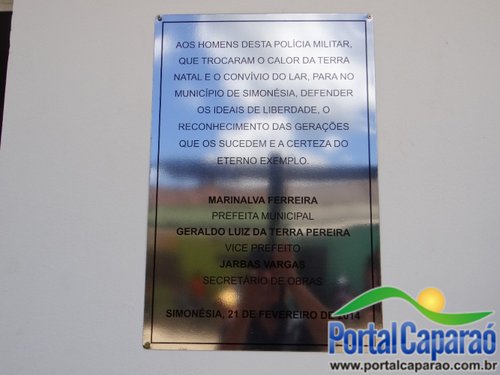 AOS HOMENS DESTA POLÍCIA MILITAR,
QUE TROCARAM O CALOR DA TERRA
NATAL E O CONVÍVIO DO LAR, PARA NO
MUNICÍPIO DE SIMONÉSIA, DEFENDER
OS IDEAIS DE LIBERDADE, O
RECONHECIMENTO DAS GERAÇÕES
QUE OS SUCEDEM E A CERTEZA DO
ETERNO EXEMPLO.
MARINALVA FERREIRA
PREFEITA MUNICIPAL
GERALDO LUIZ DA TERRA PEREIRA
VICE PREFEITO
JARBAS VARGAS
SECRETÁRIO DE OBRAS
SIMONÉSIA, 21 DE FEVEREIRO DE 2014
Portal Caparaó
www.portalcaparao.com.br